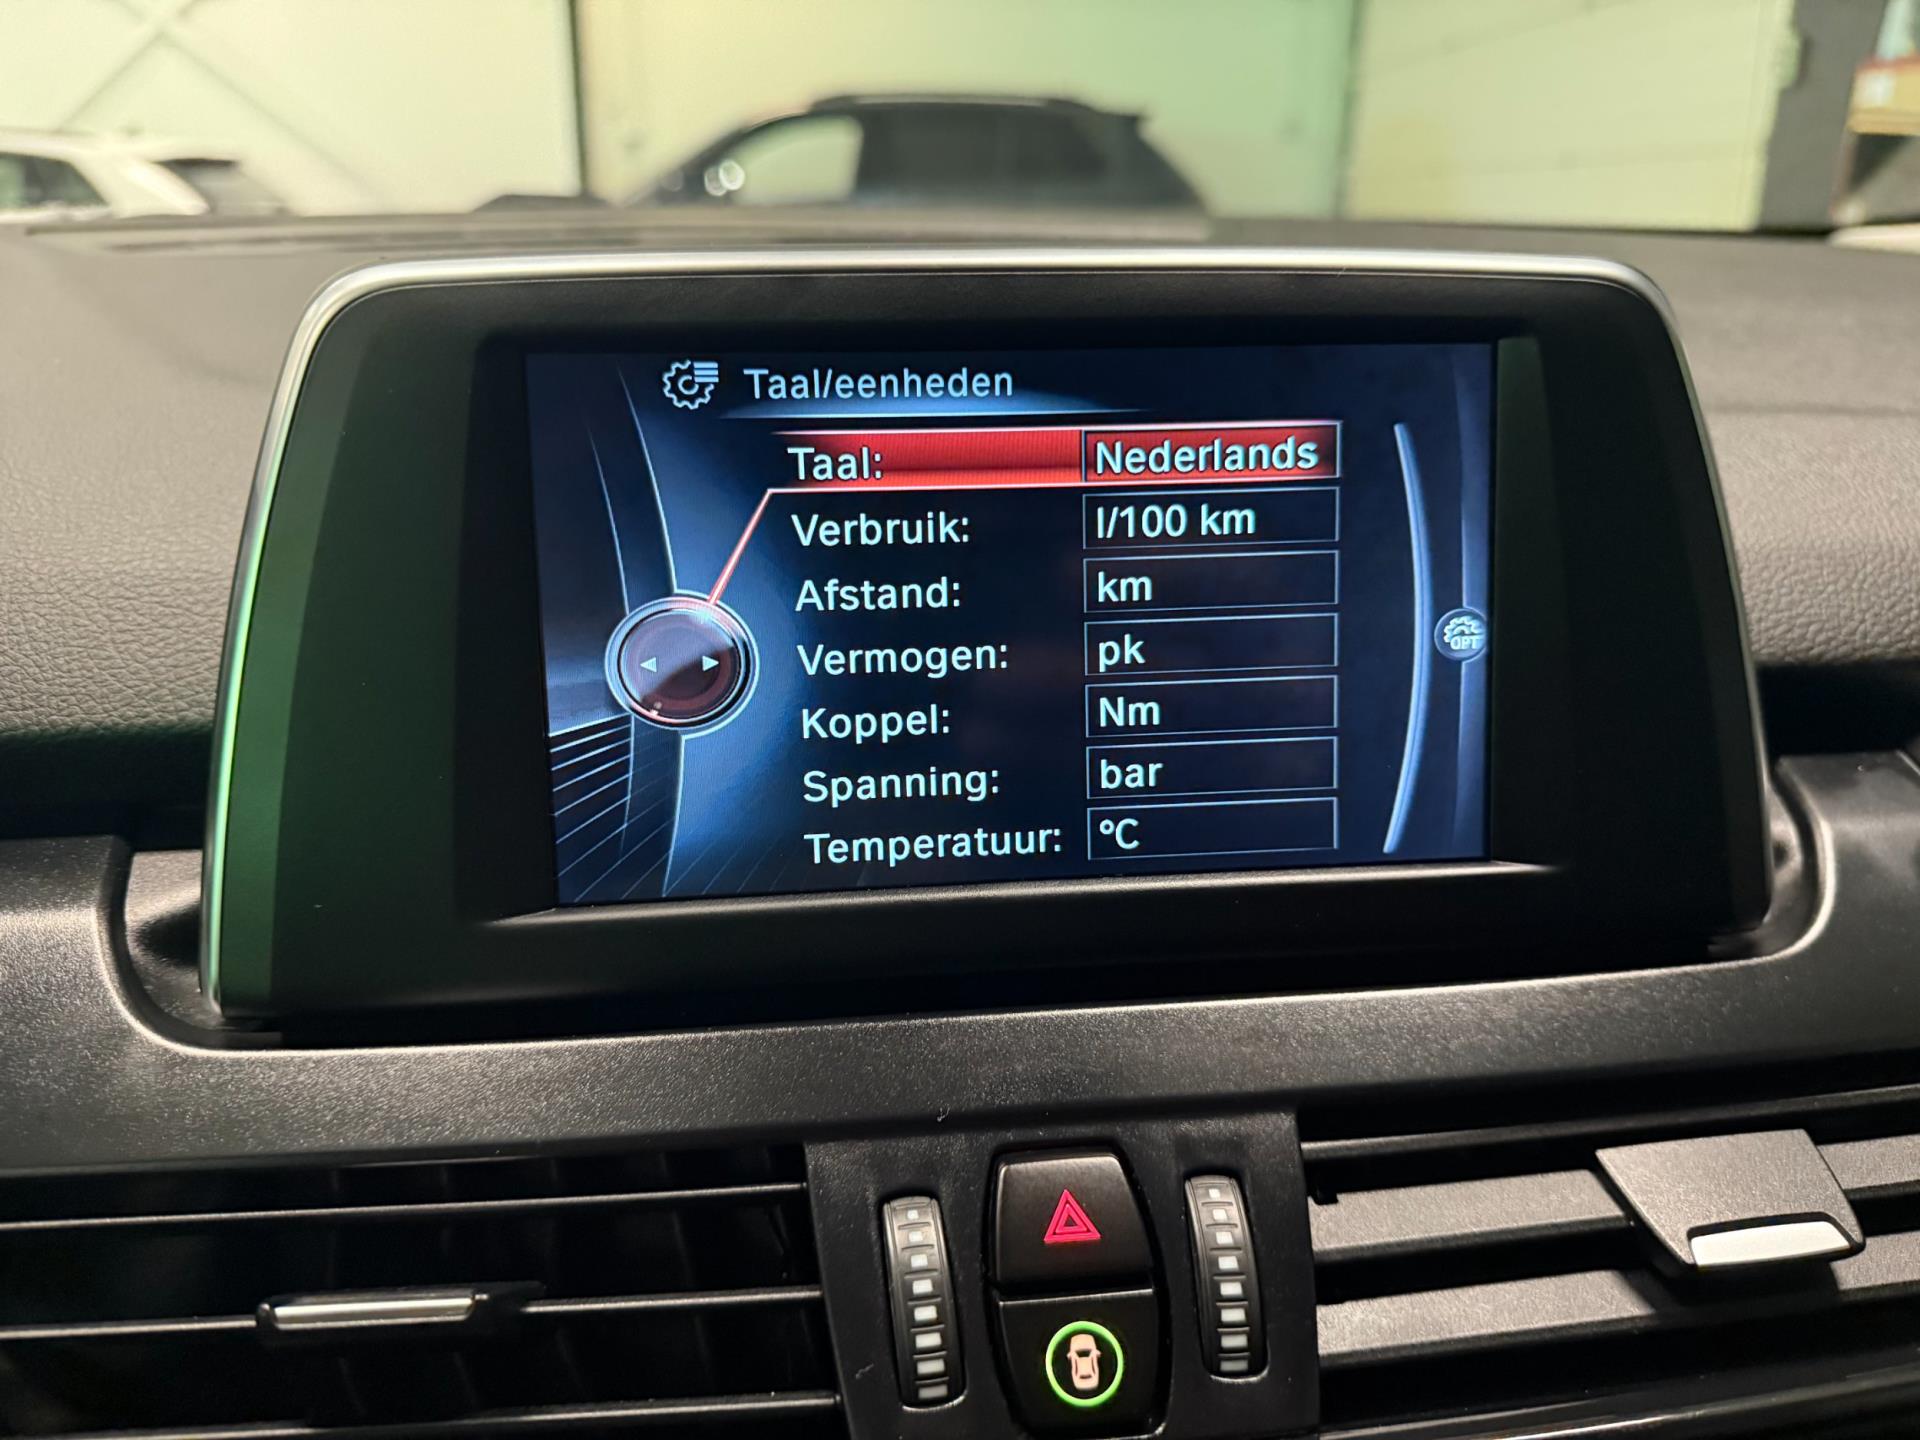 Taal/eenheden
Taal: Nederlands
Verbruik: l/100 km
Afstand: km
Vermogen: pk
Koppel: Nm
Spanning: bar
Temperatuur: °C
OPT